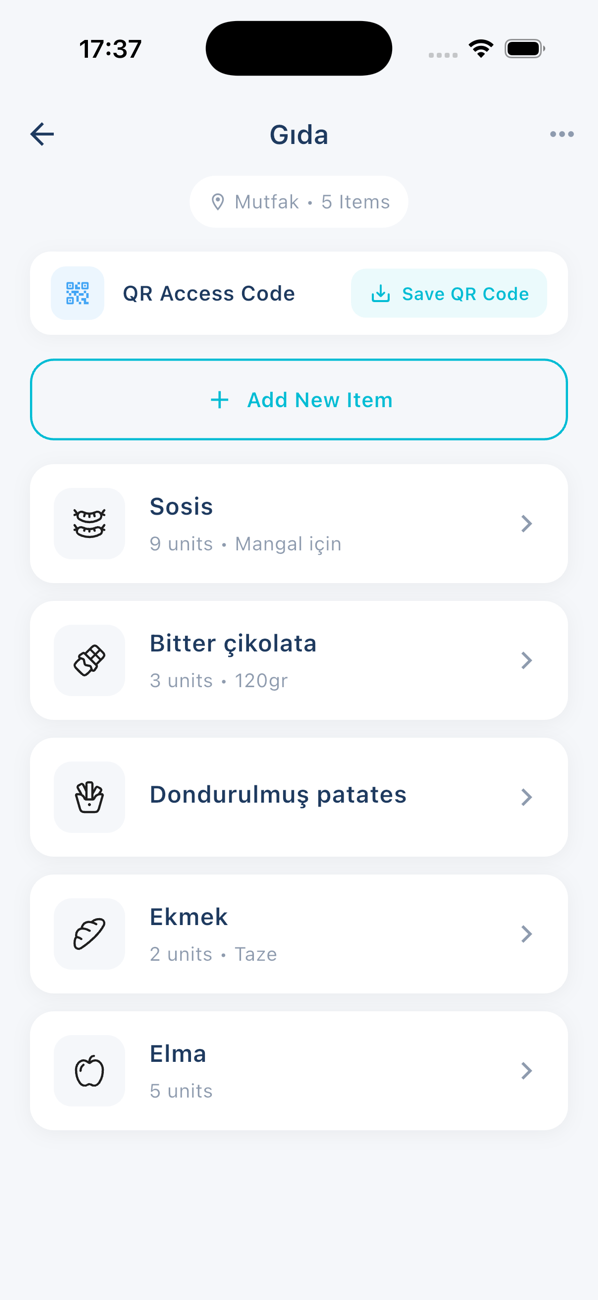 17:37
Gıda
Mutfak • 5 Items
QR Access Code
Save QR Code
Add New Item
Sosis
9 units • Mangal için
Bitter çikolata
3 units • 120gr
Dondurulmuş patates
Ekmek
2 units • Taze
Elma
5 units